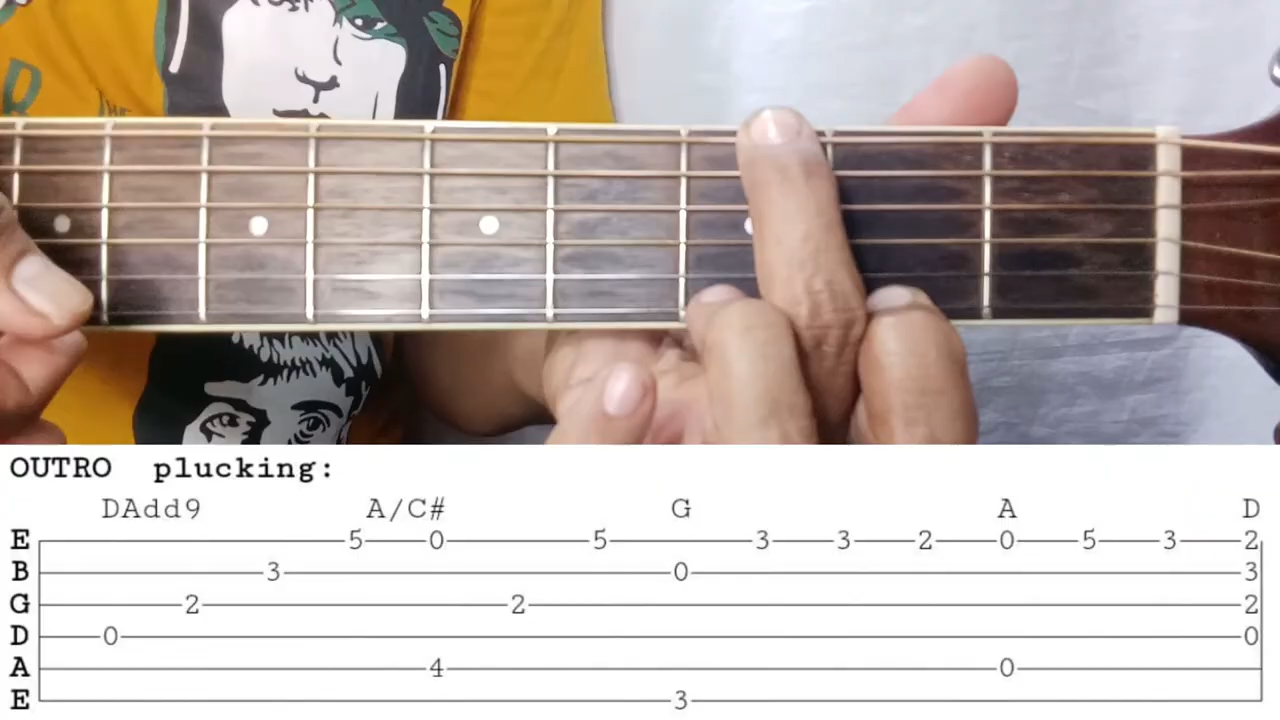 R
THE
OUTRO plucking:
DAdd9 A/C# G A D
E 5 0 5 3 3 2 0 5 3 2
B 3 0 3
G 2 2 2
D 0 0
A 4 0
E 3